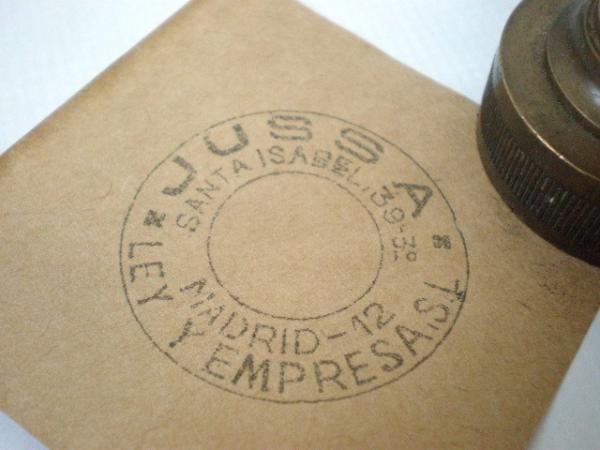 JUSSA
SANTA ISABEL, 39-3º
MADRID-12
LEY Y EMPRESA, S.L.